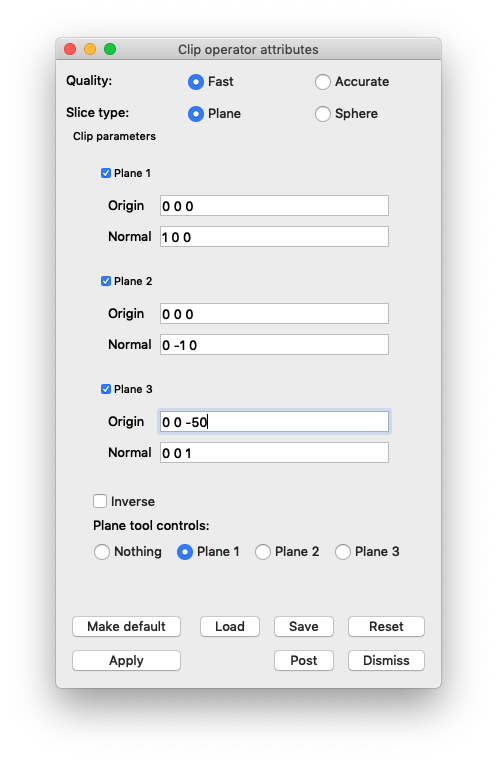 Clip operator attributes
Quality: Fast Accurate
Slice type: Plane Sphere
Clip parameters
Plane 1
Origin 0 0 0
Normal 1 0 0
Plane 2
Origin 0 0 0
Normal 0 -1 0
Plane 3
Origin 0 0 -50
Normal 0 0 1
Inverse
Plane tool controls:
Nothing Plane 1 Plane 2 Plane 3
Make default Load Save Reset
Apply Post Dismiss